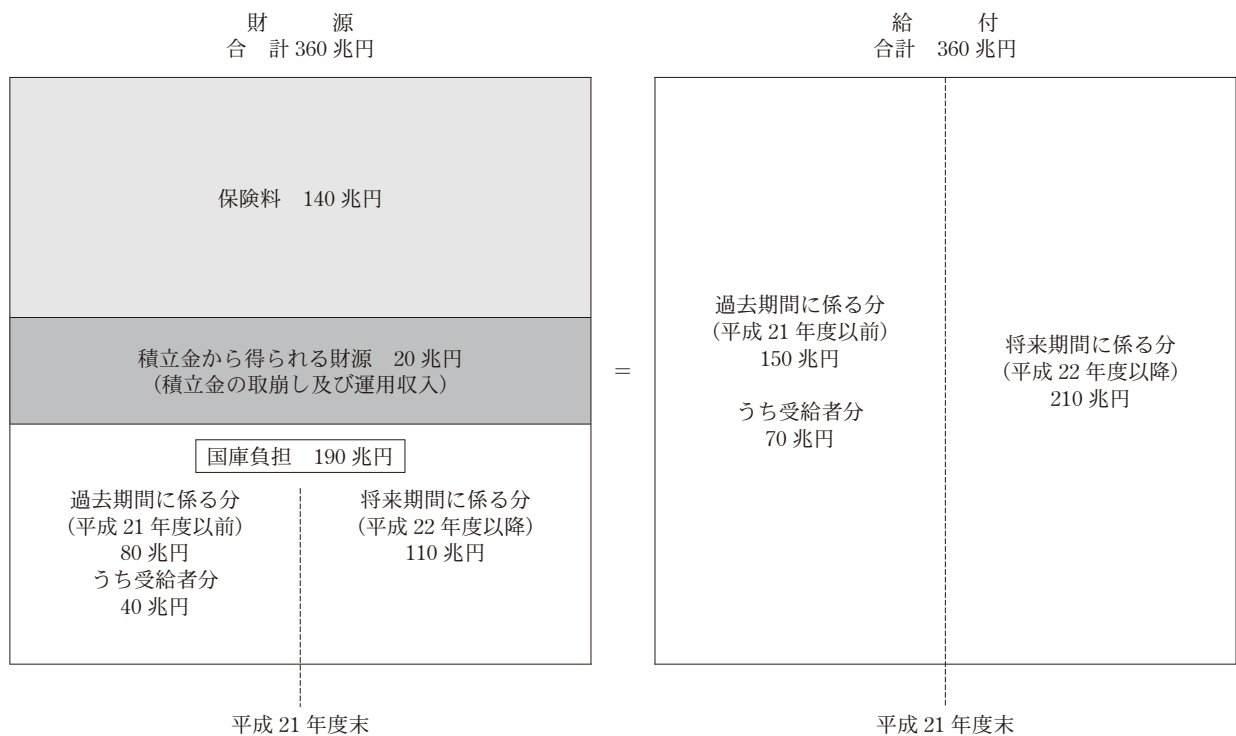 財　源
合　計 360 兆円
保険料　140 兆円
積立金から得られる財源　20 兆円
（積立金の取崩し及び運用収入）
国庫負担　190 兆円
過去期間に係る分
（平成 21 年度以前）
80 兆円
うち受給者分
40 兆円
将来期間に係る分
（平成 22 年度以降）
110 兆円
平成 21 年度末
＝
給　付
合計　360 兆円
過去期間に係る分
（平成 21 年度以前）
150 兆円
うち受給者分
70 兆円
将来期間に係る分
（平成 22 年度以降）
210 兆円
平成 21 年度末